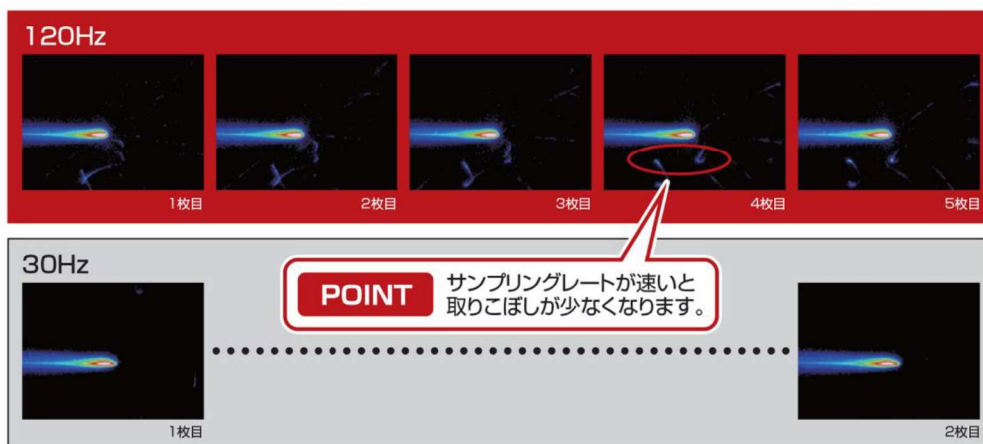 120Hz
1枚目
2枚目
3枚目
4枚目
5枚目
30Hz
POINT
サンプリングレートが速いと
取りこぼしが少なくなります。
1枚目
2枚目